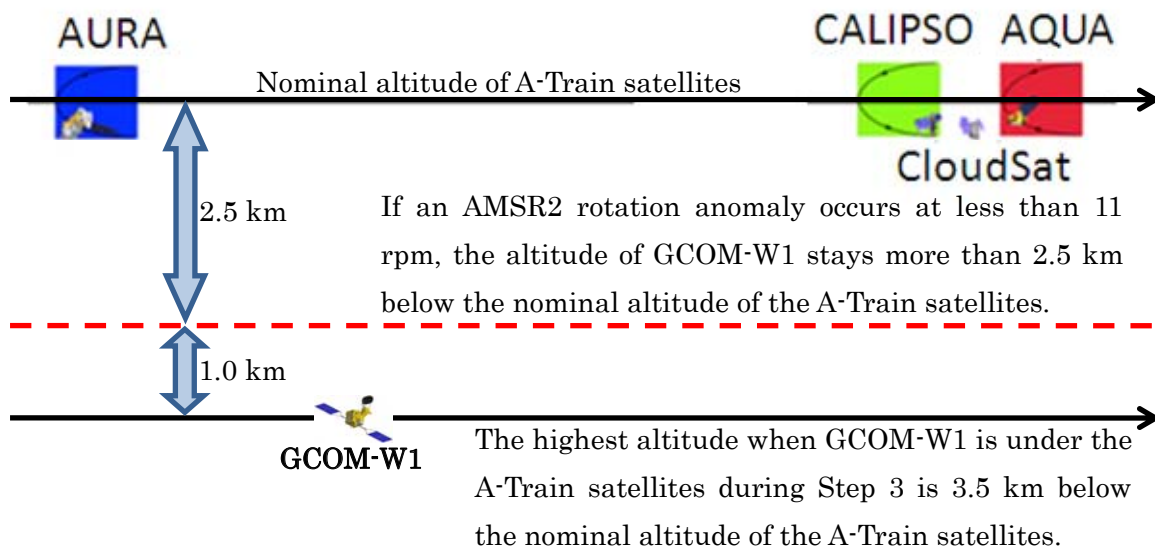 AURA
CALIPSO AQUA
Nominal altitude of A-Train satellites
CloudSat
2.5 km
If an AMSR2 rotation anomaly occurs at less than 11
rpm, the altitude of GCOM-W1 stays more than 2.5 km
below the nominal altitude of the A-Train satellites.
1.0 km
GCOM-W1
The highest altitude when GCOM-W1 is under the
A-Train satellites during Step 3 is 3.5 km below
the nominal altitude of the A-Train satellites.